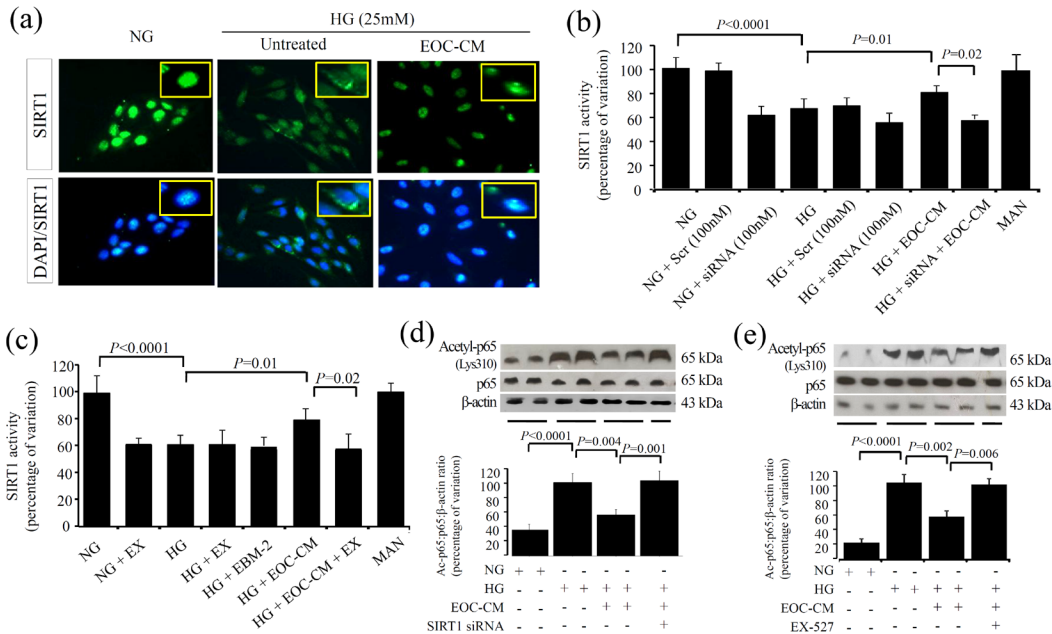 (a)
HG (25mM)
NG
Untreated
EOC-CM
SIRT1
DAPI/SIRT1
(b)
SIRT1 activity
(percentage of variation)
120
100
80
60
40
20
0
P<0.0001
P=0.01
P=0.02
NG
NG + Scr (100nM)
NG + siRNA (100nM)
HG
HG + Scr (100nM)
HG + siRNA (100nM)
HG + EOC-CM
HG + siRNA + EOC-CM
MAN
(c)
SIRT1 activity
(percentage of variation)
120
100
80
60
40
20
0
P<0.0001
P=0.01
P=0.02
NG
NG + EX
HG
HG + EX
HG + EBM-2
HG + EOC-CM
HG + EOC-CM + EX
MAN
(d)
Acetyl-p65
(Lys310)
65 kDa
p65
65 kDa
β-actin
43 kDa
P<0.0001
P=0.004
P=0.001
Ac-p65:p65:β-actin ratio
(percentage of variation)
120
100
80
60
40
20
NG + + - - - - -
HG - - + + + + +
EOC-CM - - - - + + +
SIRT1 siRNA - - - - - - +
(e)
Acetyl-p65
(Lys310)
65 kDa
p65
65 kDa
β-actin
43 kDa
P<0.0001
P=0.002
P=0.006
Ac-p65:p65:β-actin ratio
(percentage of variation)
120
100
80
60
40
20
NG + + - - - - -
HG - - + + + + +
EOC-CM - - - - + + +
EX-527 - - - - - - +